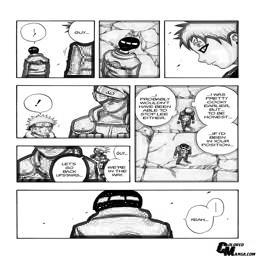 GUY...
...
I WAS
PRETTY
COCKY
EARLIER,
BUT...
TO BE
HONEST...
IF I'D
BEEN IN
YOUR
POSITION...
I
PROBABLY
WOULDN'T
HAVE BEEN
ABLE TO
STOP LEE
EITHER.
!
WE'RE
IN THE
WAY.
LET'S
GO BACK
UPSTAIRS...
YEAH...
COLORED
MANGA.COM